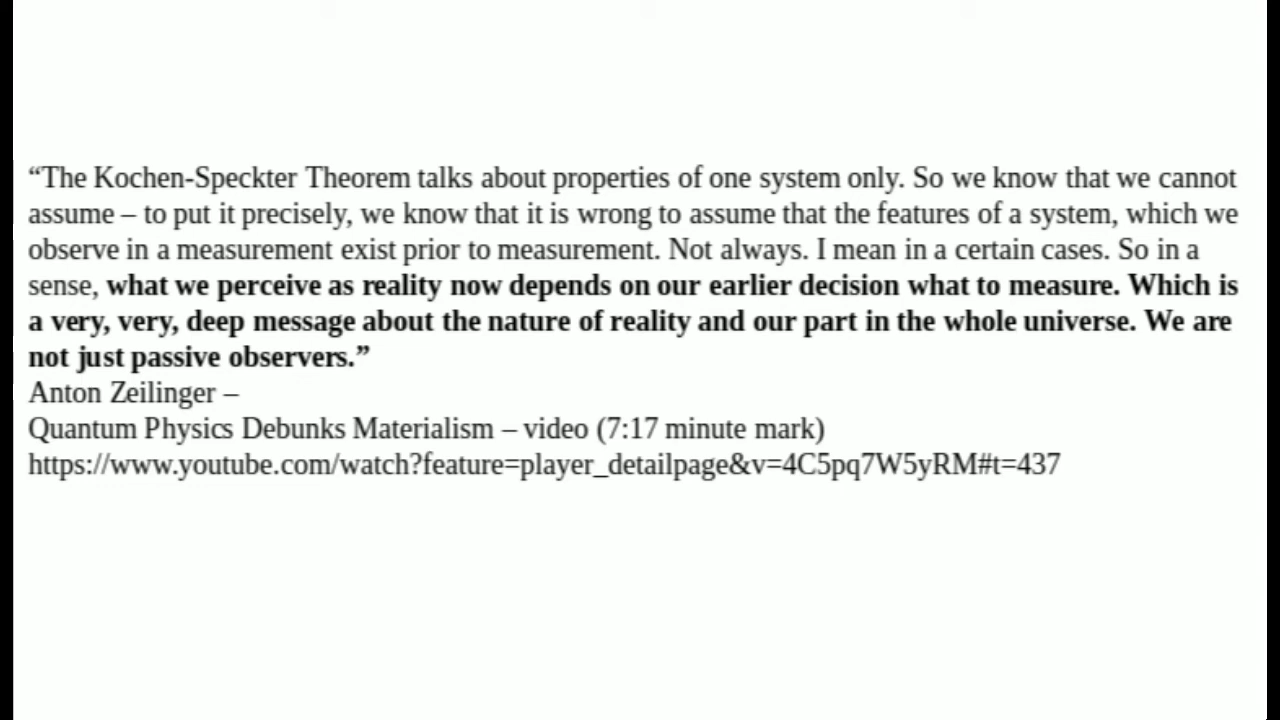 “The Kochen-Speckter Theorem talks about properties of one system only. So we know that we cannot
assume – to put it precisely, we know that it is wrong to assume that the features of a system, which we
observe in a measurement exist prior to measurement. Not always. I mean in a certain cases. So in a
sense, what we perceive as reality now depends on our earlier decision what to measure. Which is
a very, very, deep message about the nature of reality and our part in the whole universe. We are
not just passive observers.”
Anton Zeilinger –
Quantum Physics Debunks Materialism – video (7:17 minute mark)
https://www.youtube.com/watch?feature=player_detailpage&v=4C5pq7W5yRM#t=437